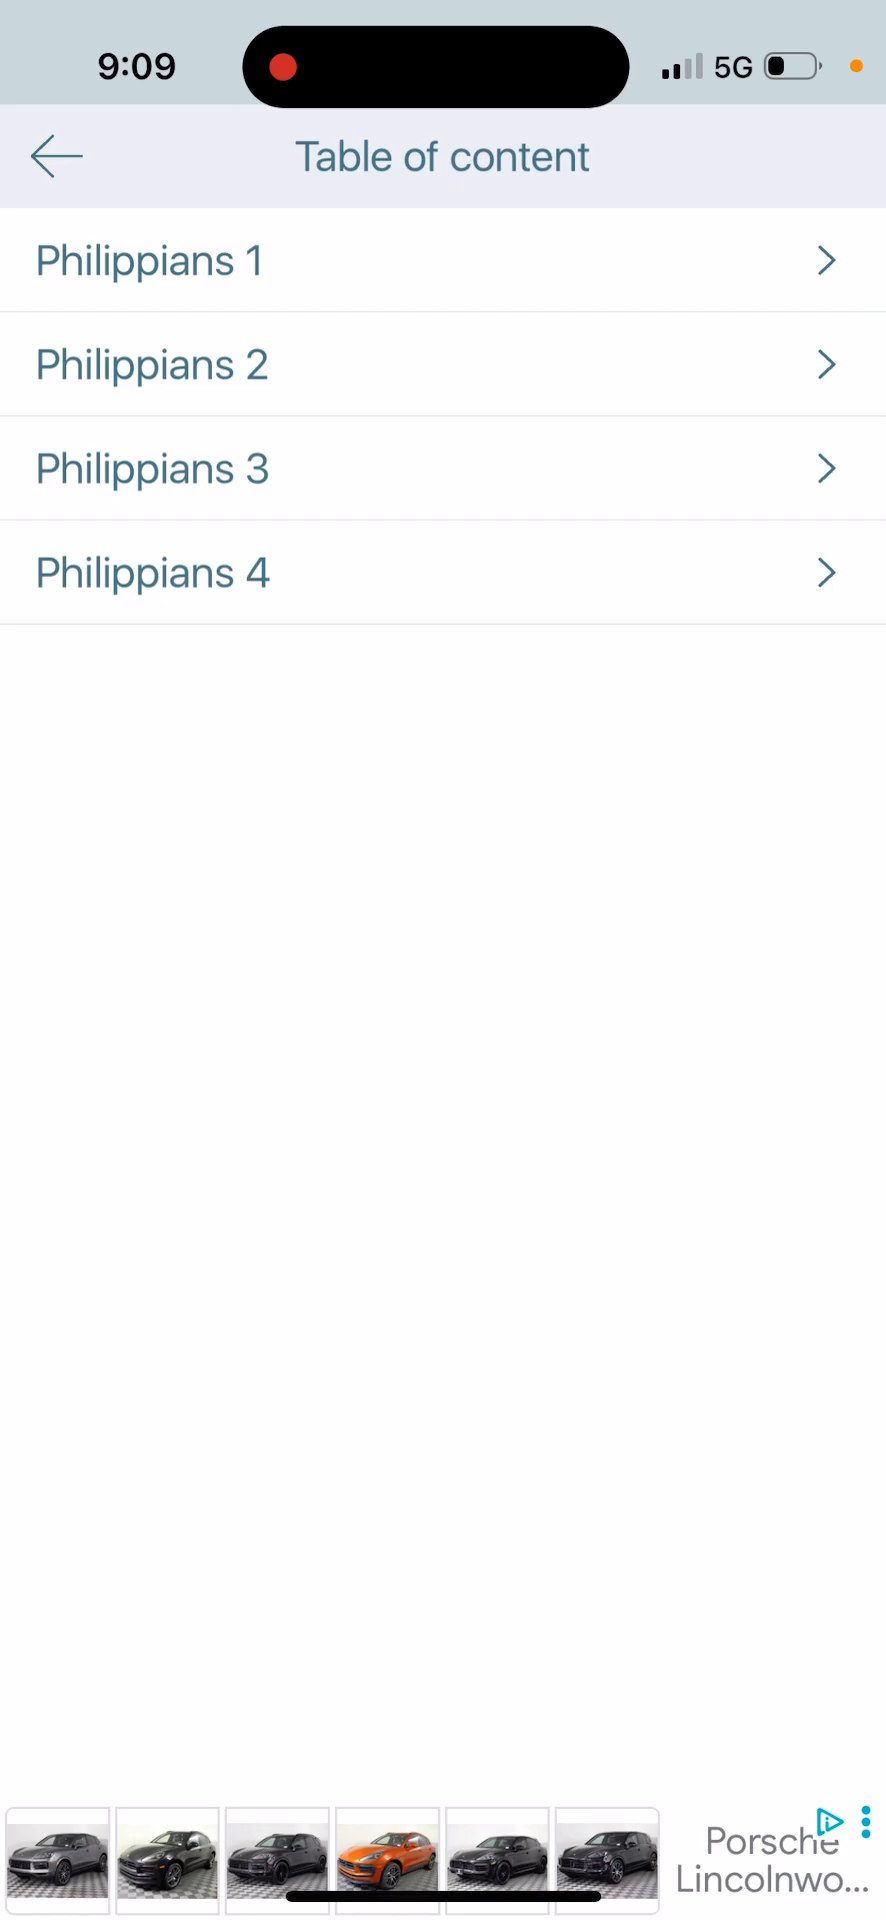 9:09
5G
Table of content
Philippians 1
Philippians 2
Philippians 3
Philippians 4
Porsche
Lincolnwo...